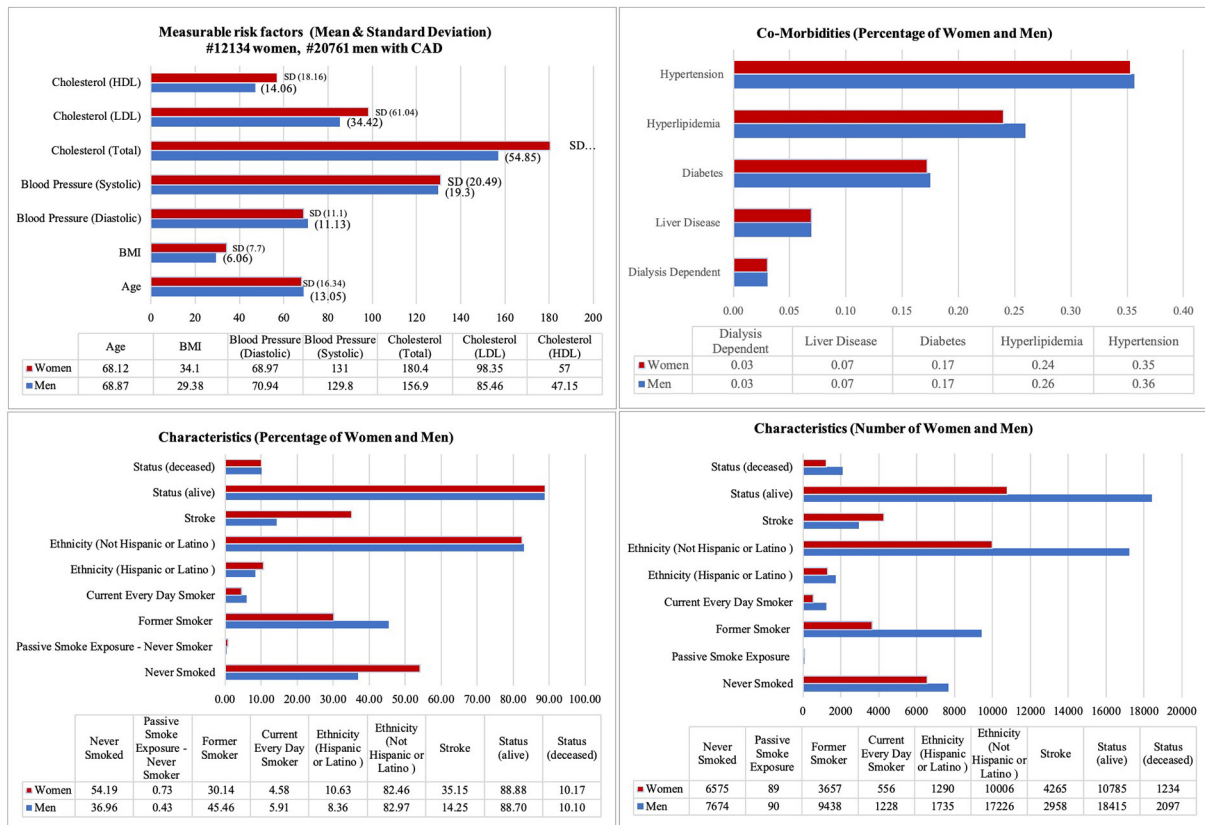 Measurable risk factors (Mean & Standard Deviation)
#12134 women, #20761 men with CAD
Cholesterol (HDL)
SD (18.16)
(14.06)
Cholesterol (LDL)
SD (61.04)
(34.42)
Cholesterol (Total)
SD…
(54.85)
Blood Pressure (Systolic)
SD (20.49)
(19.3)
Blood Pressure (Diastolic)
SD (11.1)
(11.13)
BMI
SD (7.7)
(6.06)
Age
SD (16.34)
(13.05)
0 20 40 60 80 100 120 140 160 180 200
Age BMI Blood Pressure (Diastolic) Blood Pressure (Systolic) Cholesterol (Total) Cholesterol (LDL) Cholesterol (HDL)
Women 68.12 34.1 68.97 131 180.4 98.35 57
Men 68.87 29.38 70.94 129.8 156.9 85.46 47.15
Co-Morbidities (Percentage of Women and Men)
Hypertension
Hyperlipidemia
Diabetes
Liver Disease
Dialysis Dependent
0.00 0.05 0.10 0.15 0.20 0.25 0.30 0.35 0.40
Dialysis Dependent Liver Disease Diabetes Hyperlipidemia Hypertension
Women 0.03 0.07 0.17 0.24 0.35
Men 0.03 0.07 0.17 0.26 0.36
Characteristics (Percentage of Women and Men)
Status (deceased)
Status (alive)
Stroke
Ethnicity (Not Hispanic or Latino )
Ethnicity (Hispanic or Latino )
Current Every Day Smoker
Former Smoker
Passive Smoke Exposure - Never Smoker
Never Smoked
0.00 10.00 20.00 30.00 40.00 50.00 60.00 70.00 80.00 90.00 100.00
Never Smoked Passive Smoke Exposure - Never Smoker Former Smoker Current Every Day Smoker Ethnicity (Hispanic or Latino ) Ethnicity (Not Hispanic or Latino ) Stroke Status (alive) Status (deceased)
Women 54.19 0.73 30.14 4.58 10.63 82.46 35.15 88.88 10.17
Men 36.96 0.43 45.46 5.91 8.36 82.97 14.25 88.70 10.10
Characteristics (Number of Women and Men)
Status (deceased)
Status (alive)
Stroke
Ethnicity (Not Hispanic or Latino )
Ethnicity (Hispanic or Latino )
Current Every Day Smoker
Former Smoker
Passive Smoke Exposure
Never Smoked
0 2000 4000 6000 8000 10000 12000 14000 16000 18000 20000
Never Smoked Passive Smoke Exposure Former Smoker Current Every Day Smoker Ethnicity (Hispanic or Latino ) Ethnicity (Not Hispanic or Latino ) Stroke Status (alive) Status (deceased)
Women 6575 89 3657 556 1290 10006 4265 10785 1234
Men 7674 90 9438 1228 1735 17226 2958 18415 2097